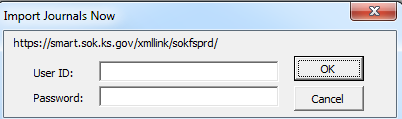 Import Journals Now
https://smart.sok.ks.gov/xmllink/sokfsprd/
User ID:
OK
Password:
Cancel